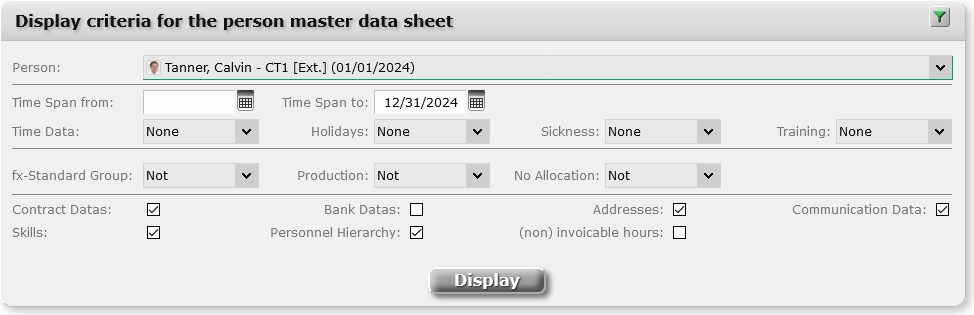 Display criteria for the person master data sheet
Person: Tanner, Calvin - CT1 [Ext.] (01/01/2024)
Time Span from: Time Span to: 12/31/2024
Time Data: None Holidays: None Sickness: None Training: None
fx-Standard Group: Not Production: Not No Allocation: Not
Contract Datas: Bank Datas: Addresses: Communication Data:
Skills: Personnel Hierarchy: (non) invoicable hours:
Display